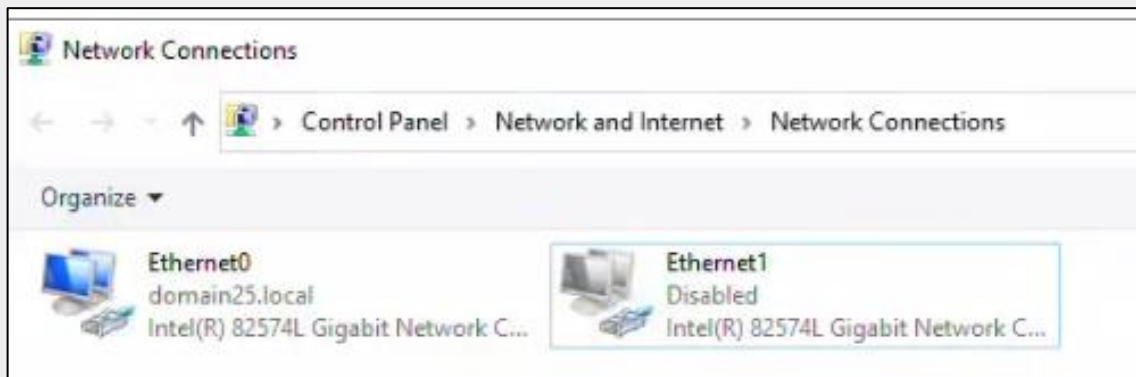 Network Connections
Control Panel > Network and Internet > Network Connections
Organize
Ethernet0
domain25.local
Intel(R) 82574L Gigabit Network C...
Ethernet1
Disabled
Intel(R) 82574L Gigabit Network C...